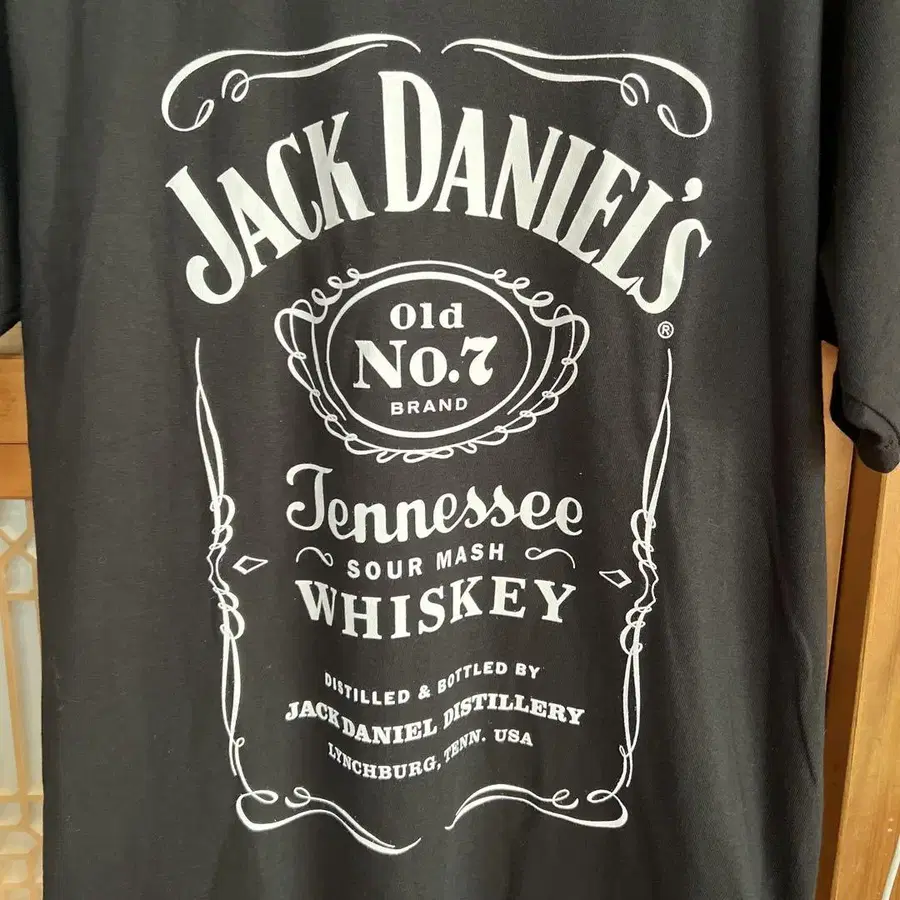 JACK DANIEL'S
®
Old
No.7
BRAND
Tennessee
SOUR MASH
WHISKEY
DISTILLED & BOTTLED BY
JACK DANIEL DISTILLERY
LYNCHBURG, TENN. USA